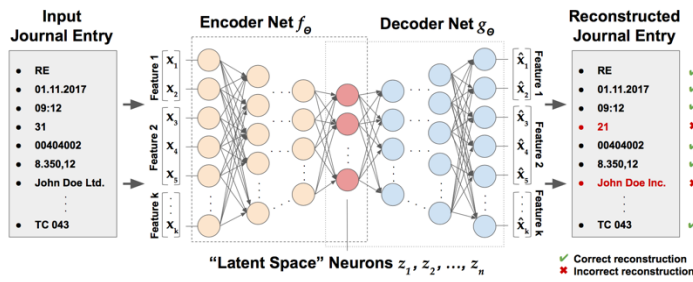 Input
Journal Entry
RE
01.11.2017
09:12
31
00404002
8.350,12
John Doe Ltd.
TC 043
Encoder Net fθ
Feature 1
Feature 2
Feature k
x1
x2
x3
x4
x5
xk
Decoder Net gθ
x̂1
x̂2
x̂3
x̂4
x̂5
x̂k
Feature 1
Feature 2
Feature k
Reconstructed
Journal Entry
RE
01.11.2017
09:12
21
00404002
8.350,12
John Doe Inc.
TC 043
“Latent Space” Neurons z1, z2, ..., zn
✔ Correct reconstruction
✖ Incorrect reconstruction